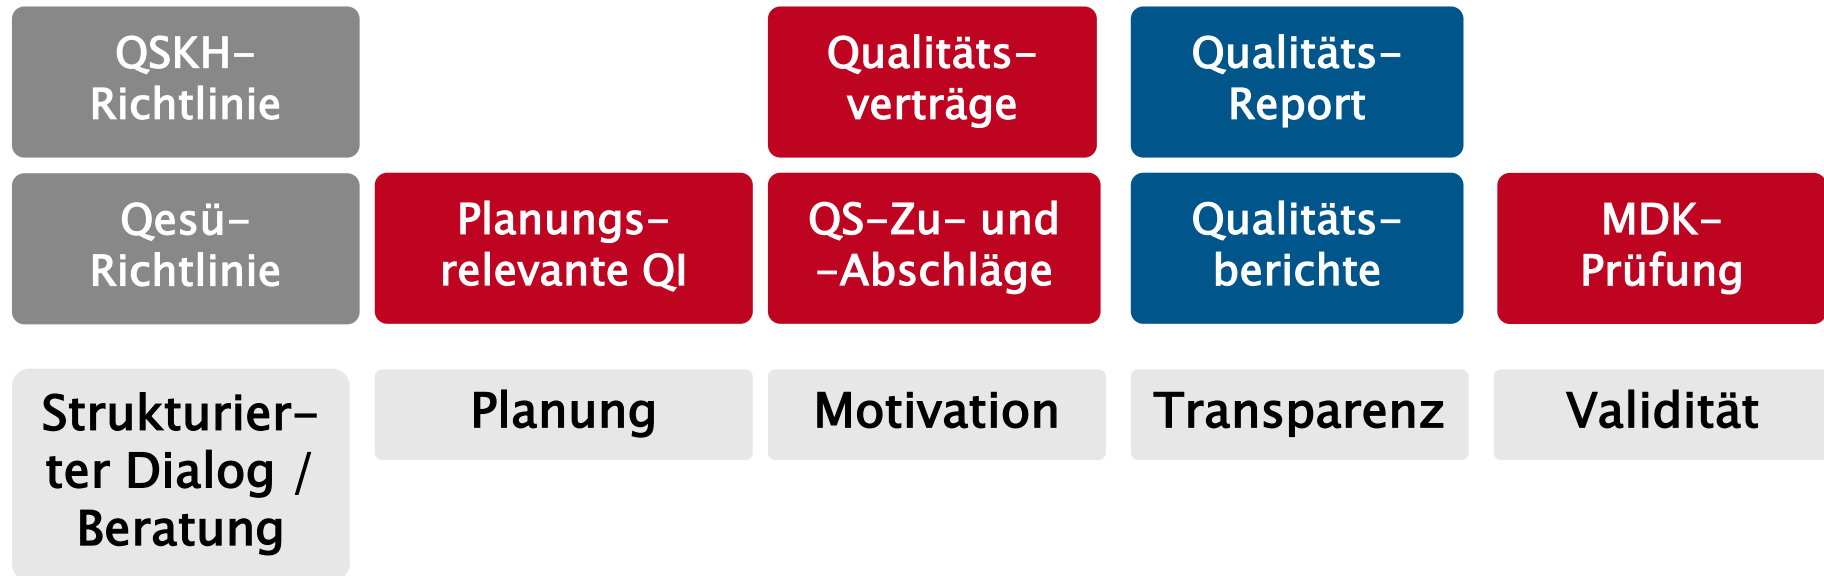 QSKH-
Richtlinie
Qualitäts-
verträge
Qualitäts-
Report
Qesü-
Richtlinie
Planungs-
relevante QI
QS-Zu- und
-Abschläge
Qualitäts-
berichte
MDK-
Prüfung
Strukturier-
ter Dialog /
Beratung
Planung
Motivation
Transparenz
Validität